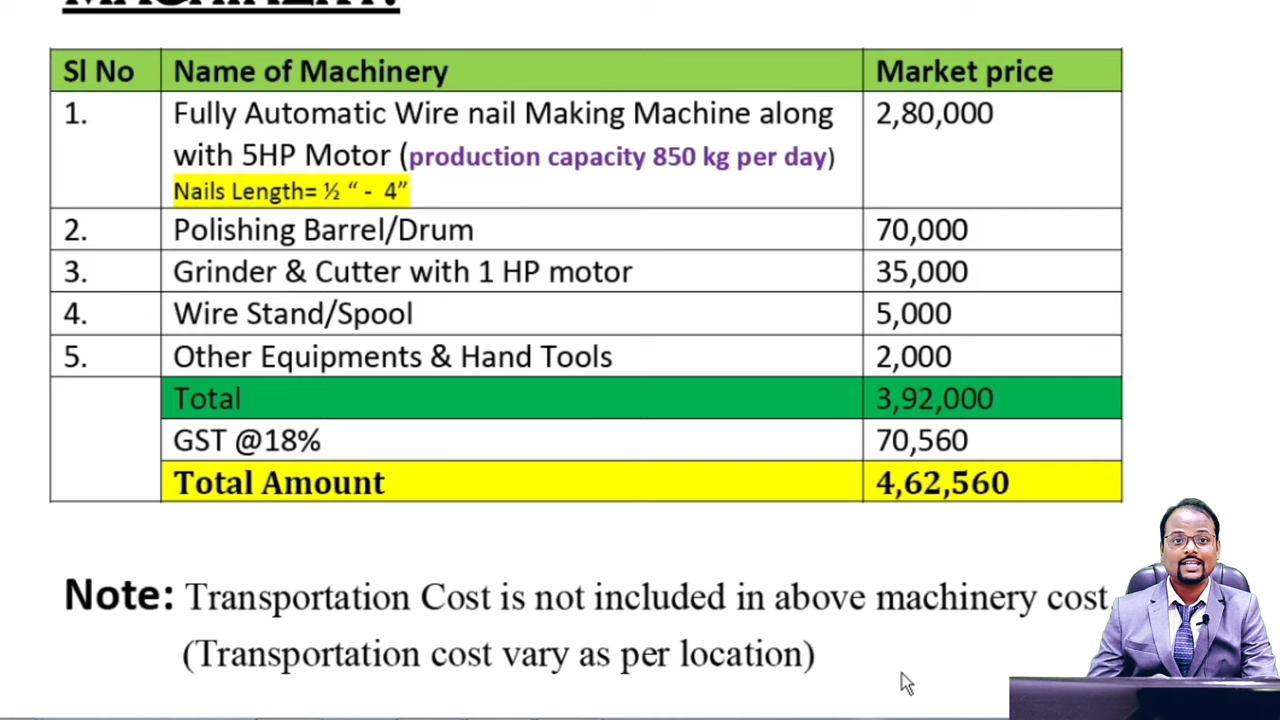 Sl No Name of Machinery Market price
1. Fully Automatic Wire nail Making Machine along 2,80,000
with 5HP Motor (production capacity 850 kg per day)
Nails Length= ½ “ - 4”
2. Polishing Barrel/Drum 70,000
3. Grinder & Cutter with 1 HP motor 35,000
4. Wire Stand/Spool 5,000
5. Other Equipments & Hand Tools 2,000
Total 3,92,000
GST @18% 70,560
Total Amount 4,62,560
Note: Transportation Cost is not included in above machinery cost.
(Transportation cost vary as per location)